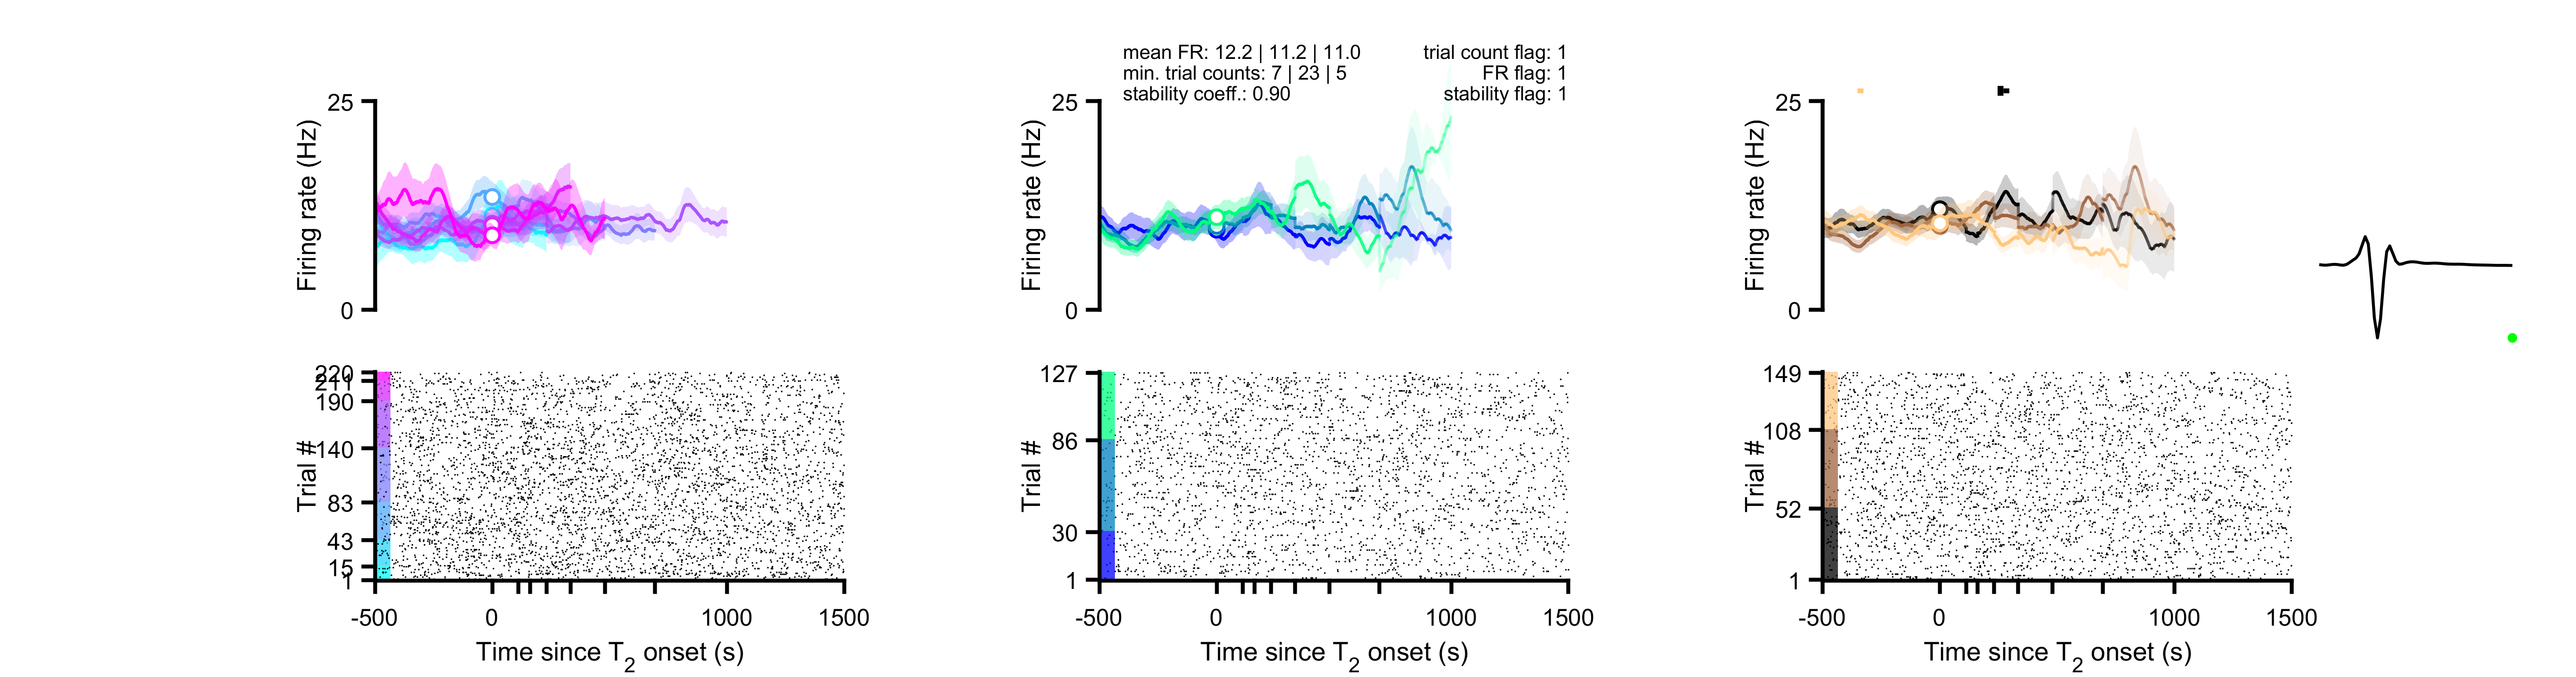 mean FR: 12.2 | 11.2 | 11.0
min. trial counts: 7 | 23 | 5
stability coeff.: 0.90
trial count flag: 1
FR flag: 1
stability flag: 1
25
0
Firing rate (Hz)
25
0
Firing rate (Hz)
25
0
Firing rate (Hz)
220
211
190
140
83
43
15
1
Trial #
-500
0
1000
1500
Time since T2 onset (s)
127
86
30
1
Trial #
-500
0
1000
1500
Time since T2 onset (s)
149
108
52
1
Trial #
-500
0
1000
1500
Time since T2 onset (s)